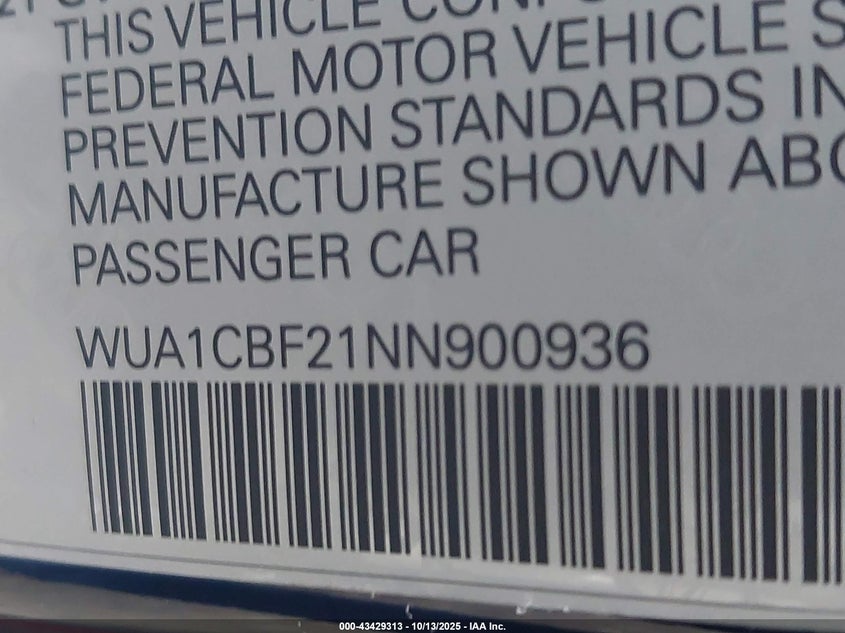 THIS VEHICLE
FEDERAL MOTOR VEHICLE
PREVENTION STANDARDS IN
MANUFACTURE SHOWN
PASSENGER CAR
WUA1CBF21NN900936
000-43429313 - 10/13/2025 - IAA Inc.